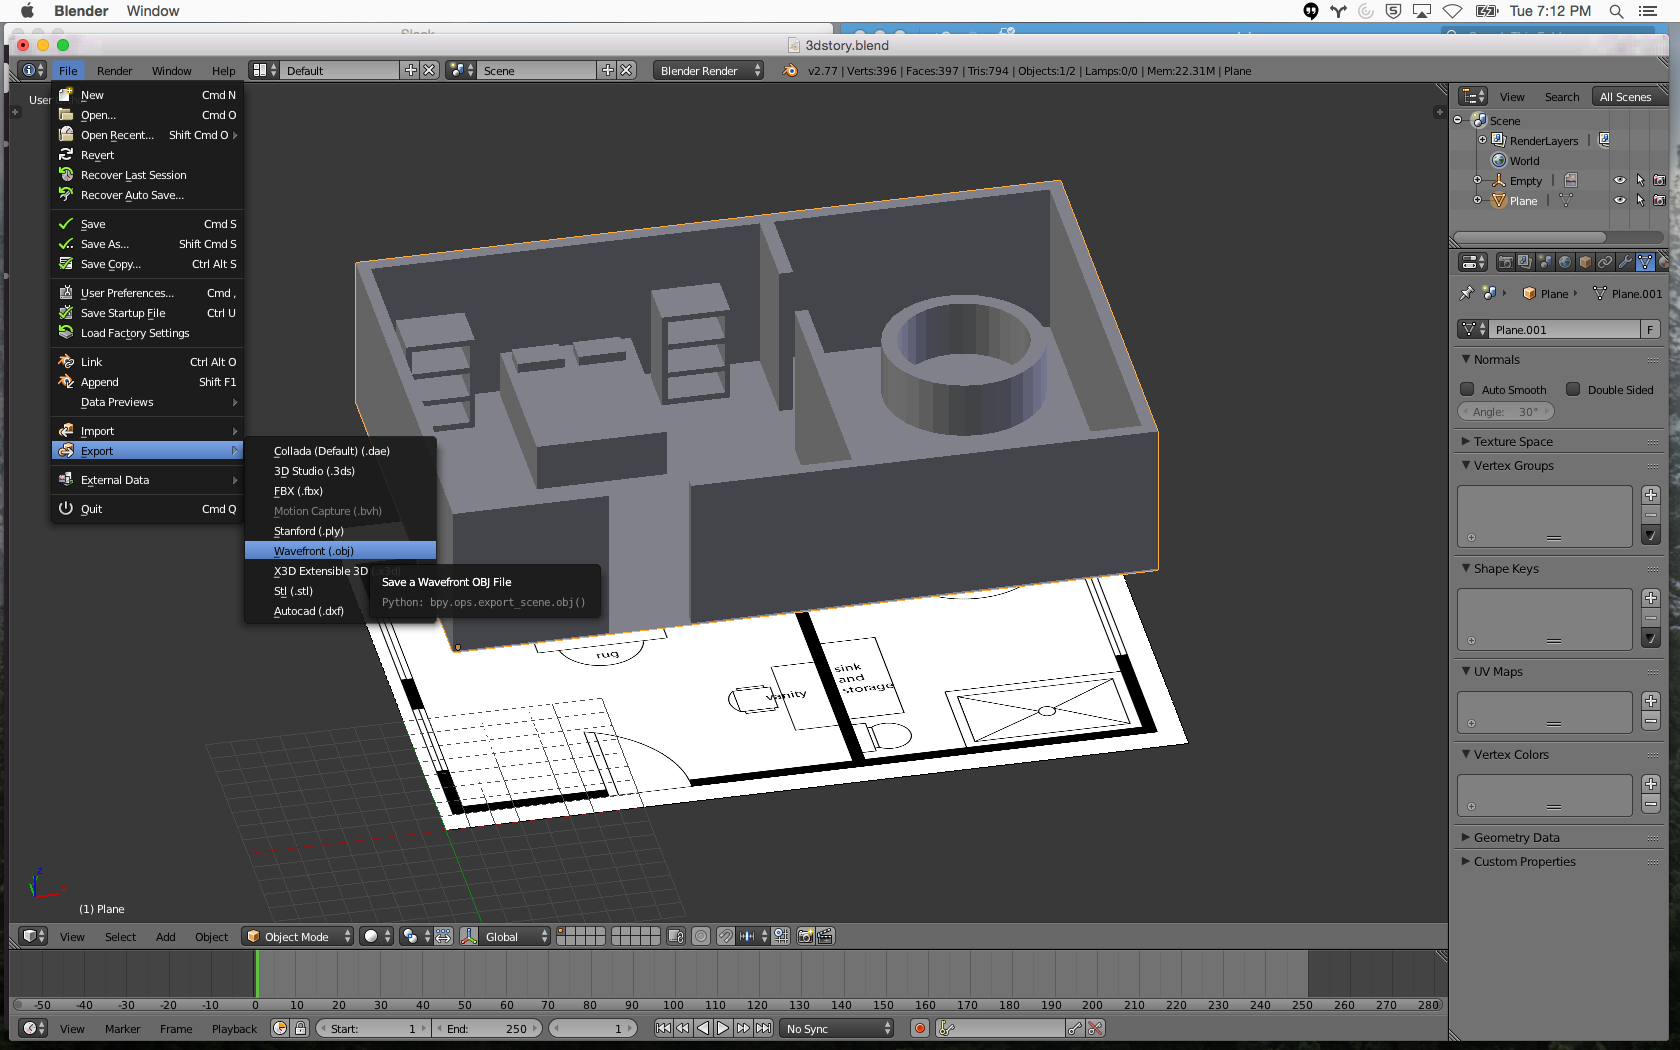 Blender Window
Tue 7:12 PM
3dstory.blend
File Render Window Help Default Scene Blender Render v2.77 | Verts:396 | Faces:397 | Tris:794 | Objects:1/2 | Lamps:0/0 | Mem:22.31M | Plane
User
New Cmd N
Open... Cmd O
Open Recent... Shift Cmd O
Revert
Recover Last Session
Recover Auto Save...
Save Cmd S
Save As... Shift Cmd S
Save Copy... Ctrl Alt S
User Preferences... Cmd ,
Save Startup File Ctrl U
Load Factory Settings
Link Ctrl Alt O
Append Shift F1
Data Previews
Import
Export
External Data
Quit Cmd Q
Collada (Default) (.dae)
3D Studio (.3ds)
FBX (.fbx)
Motion Capture (.bvh)
Stanford (.ply)
Wavefront (.obj)
X3D Extensible 3D (.x3d)
Stl (.stl)
Autocad (.dxf)
Save a Wavefront OBJ File
Python: bpy.ops.export_scene.obj()
rug
vanity
sink
and
storage
z
x
(1) Plane
View Search All Scenes
Scene
RenderLayers |
World
Empty |
Plane |
Plane Plane.001
Plane.001 F
Normals
Auto Smooth Double Sided
Angle: 30°
Texture Space
Vertex Groups
Shape Keys
UV Maps
Vertex Colors
Geometry Data
Custom Properties
View Select Add Object Object Mode Global
-50 -40 -30 -20 -10 0 10 20 30 40 50 60 70 80 90 100 110 120 130 140 150 160 170 180 190 200 210 220 230 240 250 260 270 280
View Marker Frame Playback Start: 1 End: 250 1 No Sync